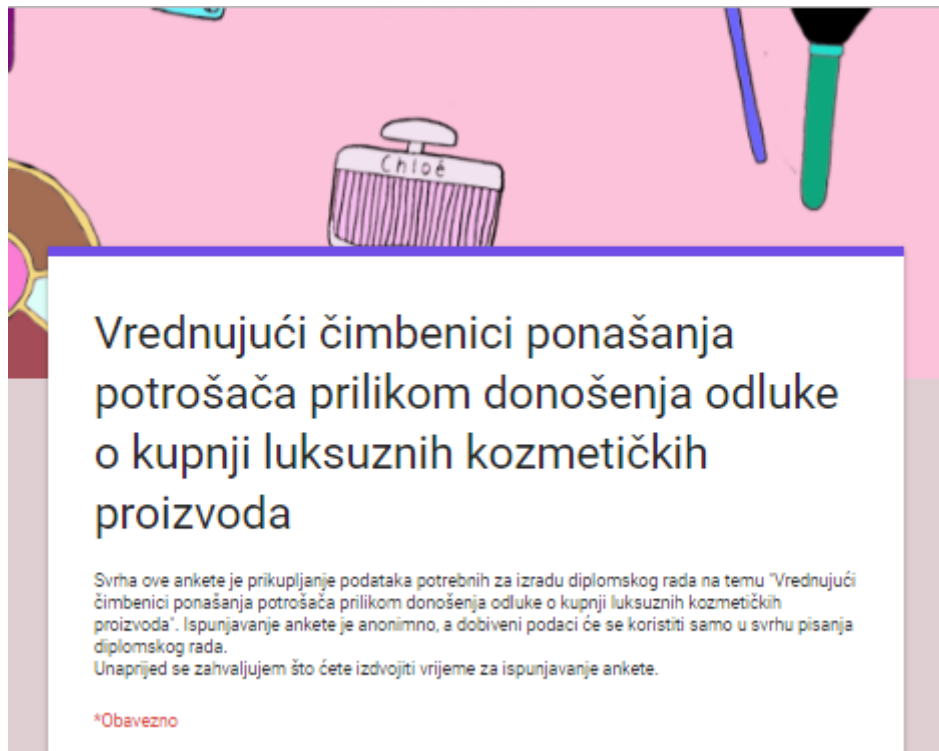 Chloé
Vrednujući čimbenici ponašanja
potrošača prilikom donošenja odluke
o kupnji luksuznih kozmetičkih
proizvoda
Svrha ove ankete je prikupljanje podataka potrebnih za izradu diplomskog rada na temu "Vrednujući
čimbenici ponašanja potrošača prilikom donošenja odluke o kupnji luksuznih kozmetičkih
proizvoda". Ispunjavanje ankete je anonimno, a dobiveni podaci će se koristiti samo u svrhu pisanja
diplomskog rada.
Unaprijed se zahvaljujem što ćete izdvojiti vrijeme za ispunjavanje ankete.
*Obavezno